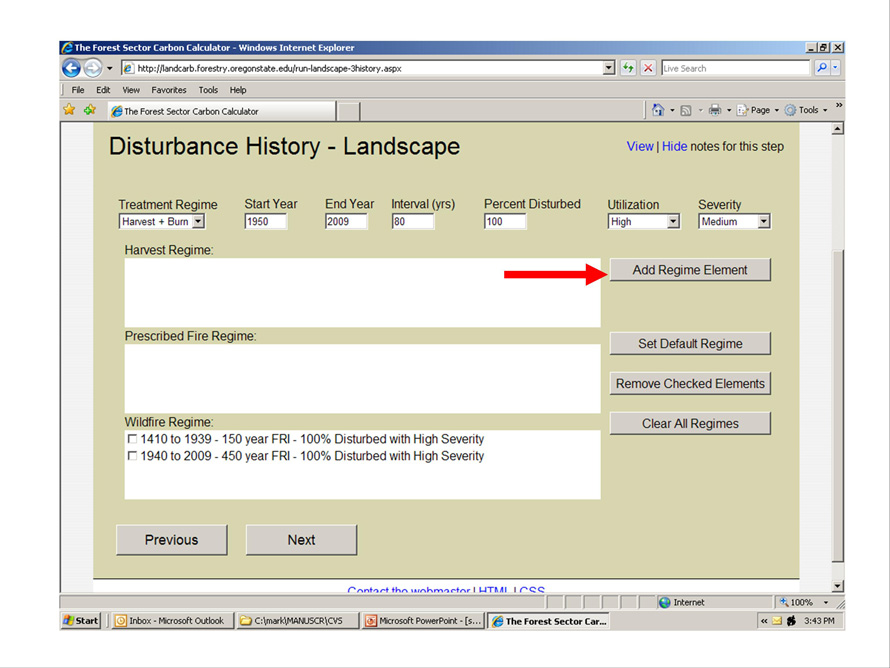 The Forest Sector Carbon Calculator - Windows Internet Explorer
http://landcarb.forestry.oregonstate.edu/run-landscape-3history.aspx
Live Search
File Edit View Favorites Tools Help
The Forest Sector Carbon Calculator
Page Tools »
Disturbance History - Landscape
View | Hide notes for this step
Treatment Regime Start Year End Year Interval (yrs) Percent Disturbed Utilization Severity
Harvest + Burn 1950 2009 80 100 High Medium
Harvest Regime:
Add Regime Element
Prescribed Fire Regime:
Set Default Regime
Remove Checked Elements
Wildfire Regime:
Clear All Regimes
1410 to 1939 - 150 year FRI - 100% Disturbed with High Severity
1940 to 2009 - 450 year FRI - 100% Disturbed with High Severity
Previous Next
Contact the webmaster | HTML | CSS
Internet 100%
Start Inbox - Microsoft Outlook C:\mark\MANUSCR\CVS Microsoft PowerPoint - [s... The Forest Sector Car... « 3:43 PM